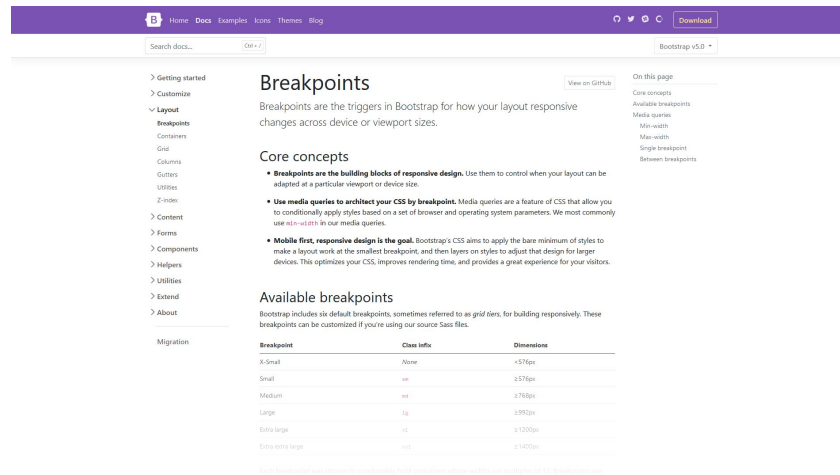 B Home Docs Examples Icons Themes Blog Download
Search docs... Ctrl + / Bootstrap v5.0
Getting started
Customize
Layout
Breakpoints
Containers
Grid
Columns
Gutters
Utilities
Z-index
Content
Forms
Components
Helpers
Utilities
Extend
About
Migration
Breakpoints
View on GitHub
Breakpoints are the triggers in Bootstrap for how your layout responsive
changes across device or viewport sizes.
Core concepts
• Breakpoints are the building blocks of responsive design. Use them to control when your layout can be
adapted at a particular viewport or device size.
• Use media queries to architect your CSS by breakpoint. Media queries are a feature of CSS that allow you
to conditionally apply styles based on a set of browser and operating system parameters. We most commonly
use min-width in our media queries.
• Mobile first, responsive design is the goal. Bootstrap's CSS aims to apply the bare minimum of styles to
make a layout work at the smallest breakpoint, and then layers on styles to adjust that design for larger
devices. This optimizes your CSS, improves rendering time, and provides a great experience for your visitors.
Available breakpoints
Bootstrap includes six default breakpoints, sometimes referred to as grid tiers, for building responsively. These
breakpoints can be customized if you're using our source Sass files.
Breakpoint Class infix Dimensions
X-Small None <576px
Small sm ≥576px
Medium md ≥768px
Large lg ≥992px
Extra large xl ≥1200px
Extra extra large xxl ≥1400px
On this page
Core concepts
Available breakpoints
Media queries
Min-width
Max-width
Single breakpoint
Between breakpoints